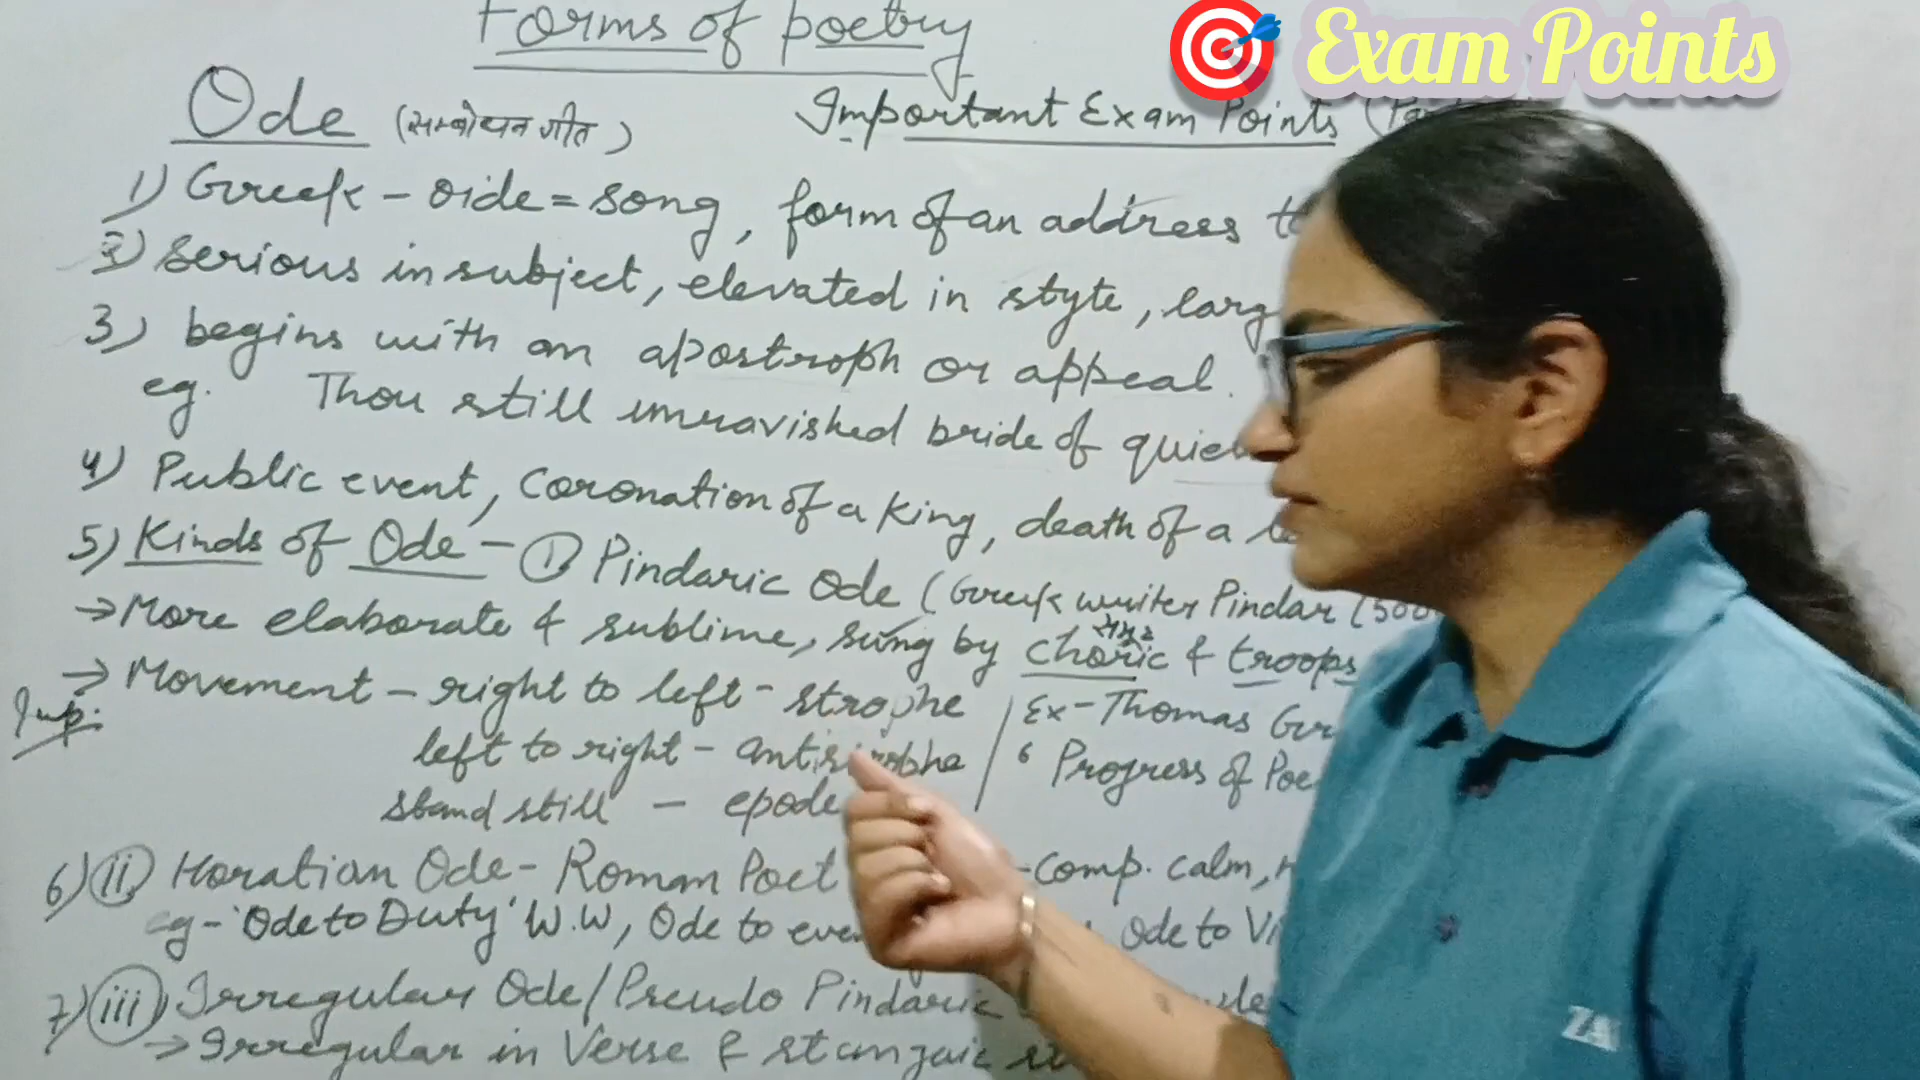 Forms of poetry
Exam Points
Ode (सम्बोधन गीत) Important Exam Points
1) Greek - oide = song, form of an address
2) serious in subject, elevated in style,
3) begins with an apostroph or appeal.
eg. Thou still unravished bride of
4) Public event, Coronation of a king, death of a
5) Kinds of Ode - i) Pindaric Ode (Greek writer Pindar (500
समूह
→ More elaborate & sublime, sung by choric & troops
Imp.
→ Movement - right to left - strophe Ex - Thomas
left to right - antistrophe ' Progress of
stand still - epode
6) ii) Horatian Ode - Roman Poet - comp. calm,
eg - 'Ode to Duty' W.W, Ode to Ode to
7) iii) Irregular Ode / Pseudo Pindaric
→ Irregular in Verse & stanzaic